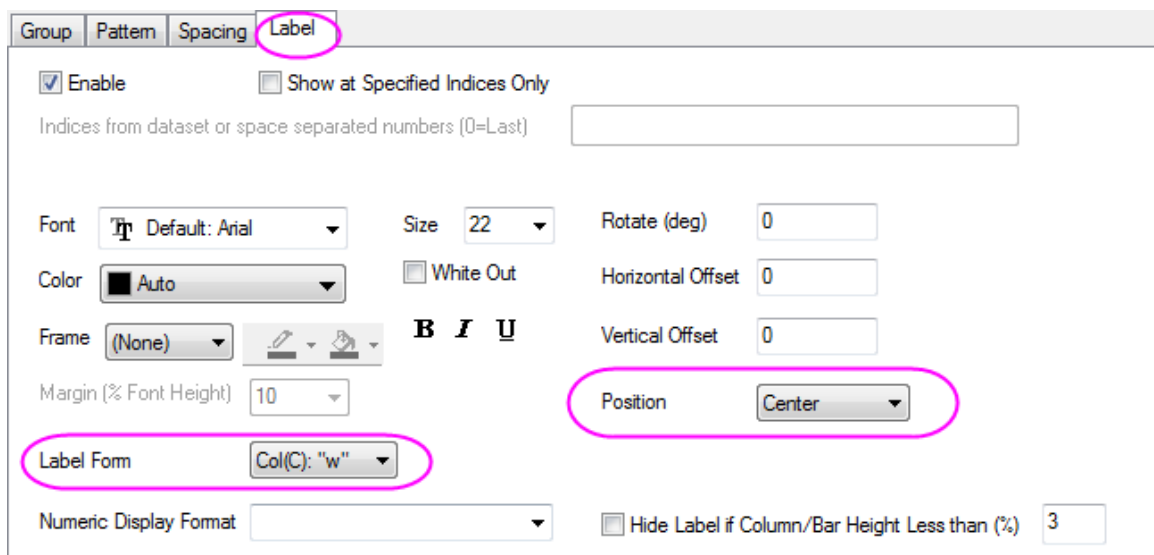 Group Pattern Spacing Label
Enable Show at Specified Indices Only
Indices from dataset or space separated numbers (0=Last)
Font Default: Arial Size 22 Rotate (deg) 0
Color Auto White Out Horizontal Offset 0
Frame (None) B I U Vertical Offset 0
Margin (% Font Height) 10 Position Center
Label Form Col(C): "w"
Numeric Display Format Hide Label if Column/Bar Height Less than (%) 3